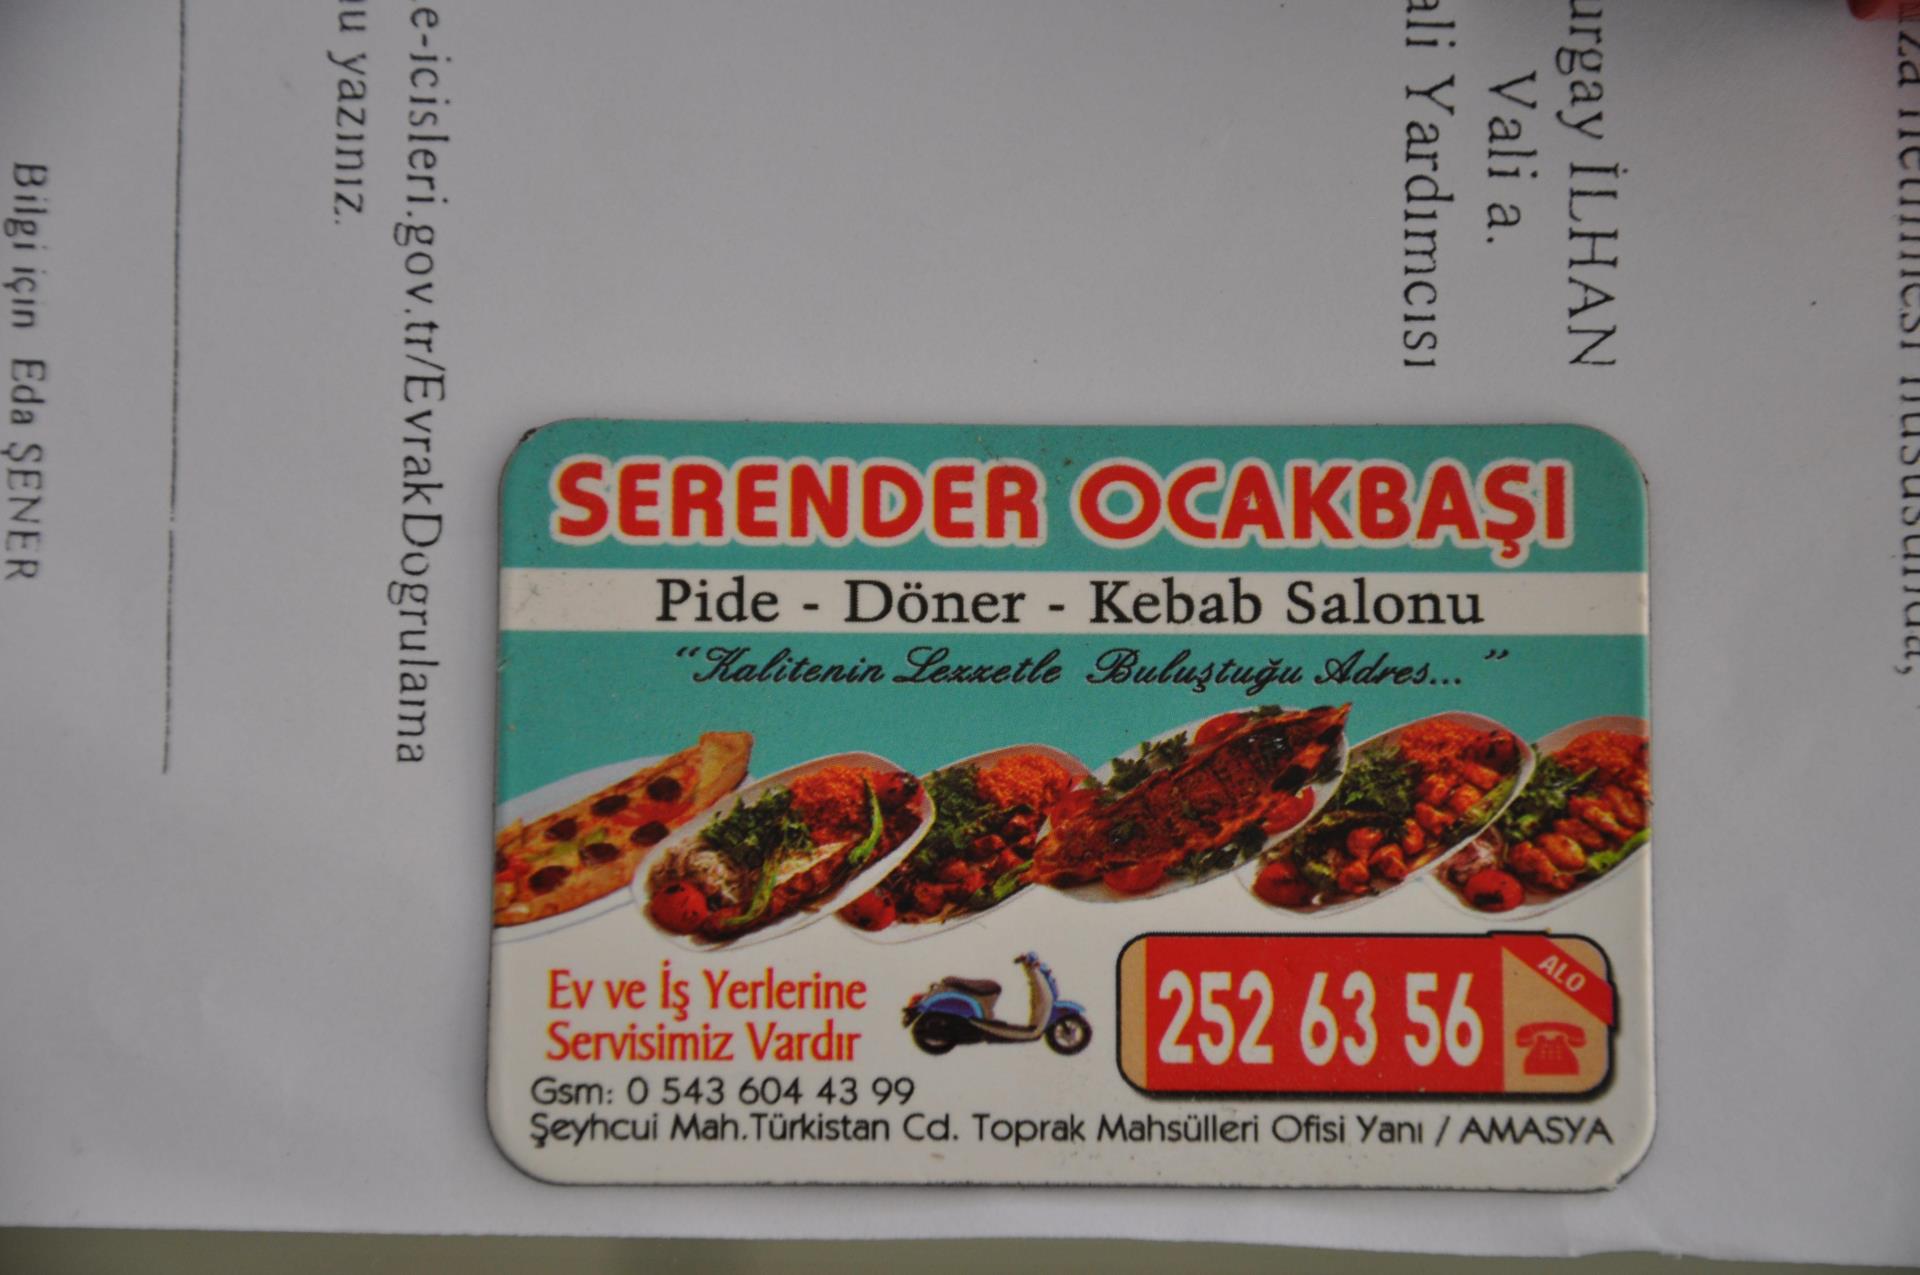 SERENDER OCAKBAŞI
Pide - Döner - Kebab Salonu
“Kalitenin Lezzetle Buluştuğu Adres...”
Ev ve İş Yerlerine
Servisimiz Vardır
252 63 56
ALO
Gsm: 0 543 604 43 99
Şeyhcui Mah.Türkistan Cd. Toprak Mahsülleri Ofisi Yanı / AMASYA
İLHAN
Vali a.
Yardımcısı
e-icisleri.gov.tr/EvrakDogrulama
yazınız.
Bilgi için Eda ŞENER